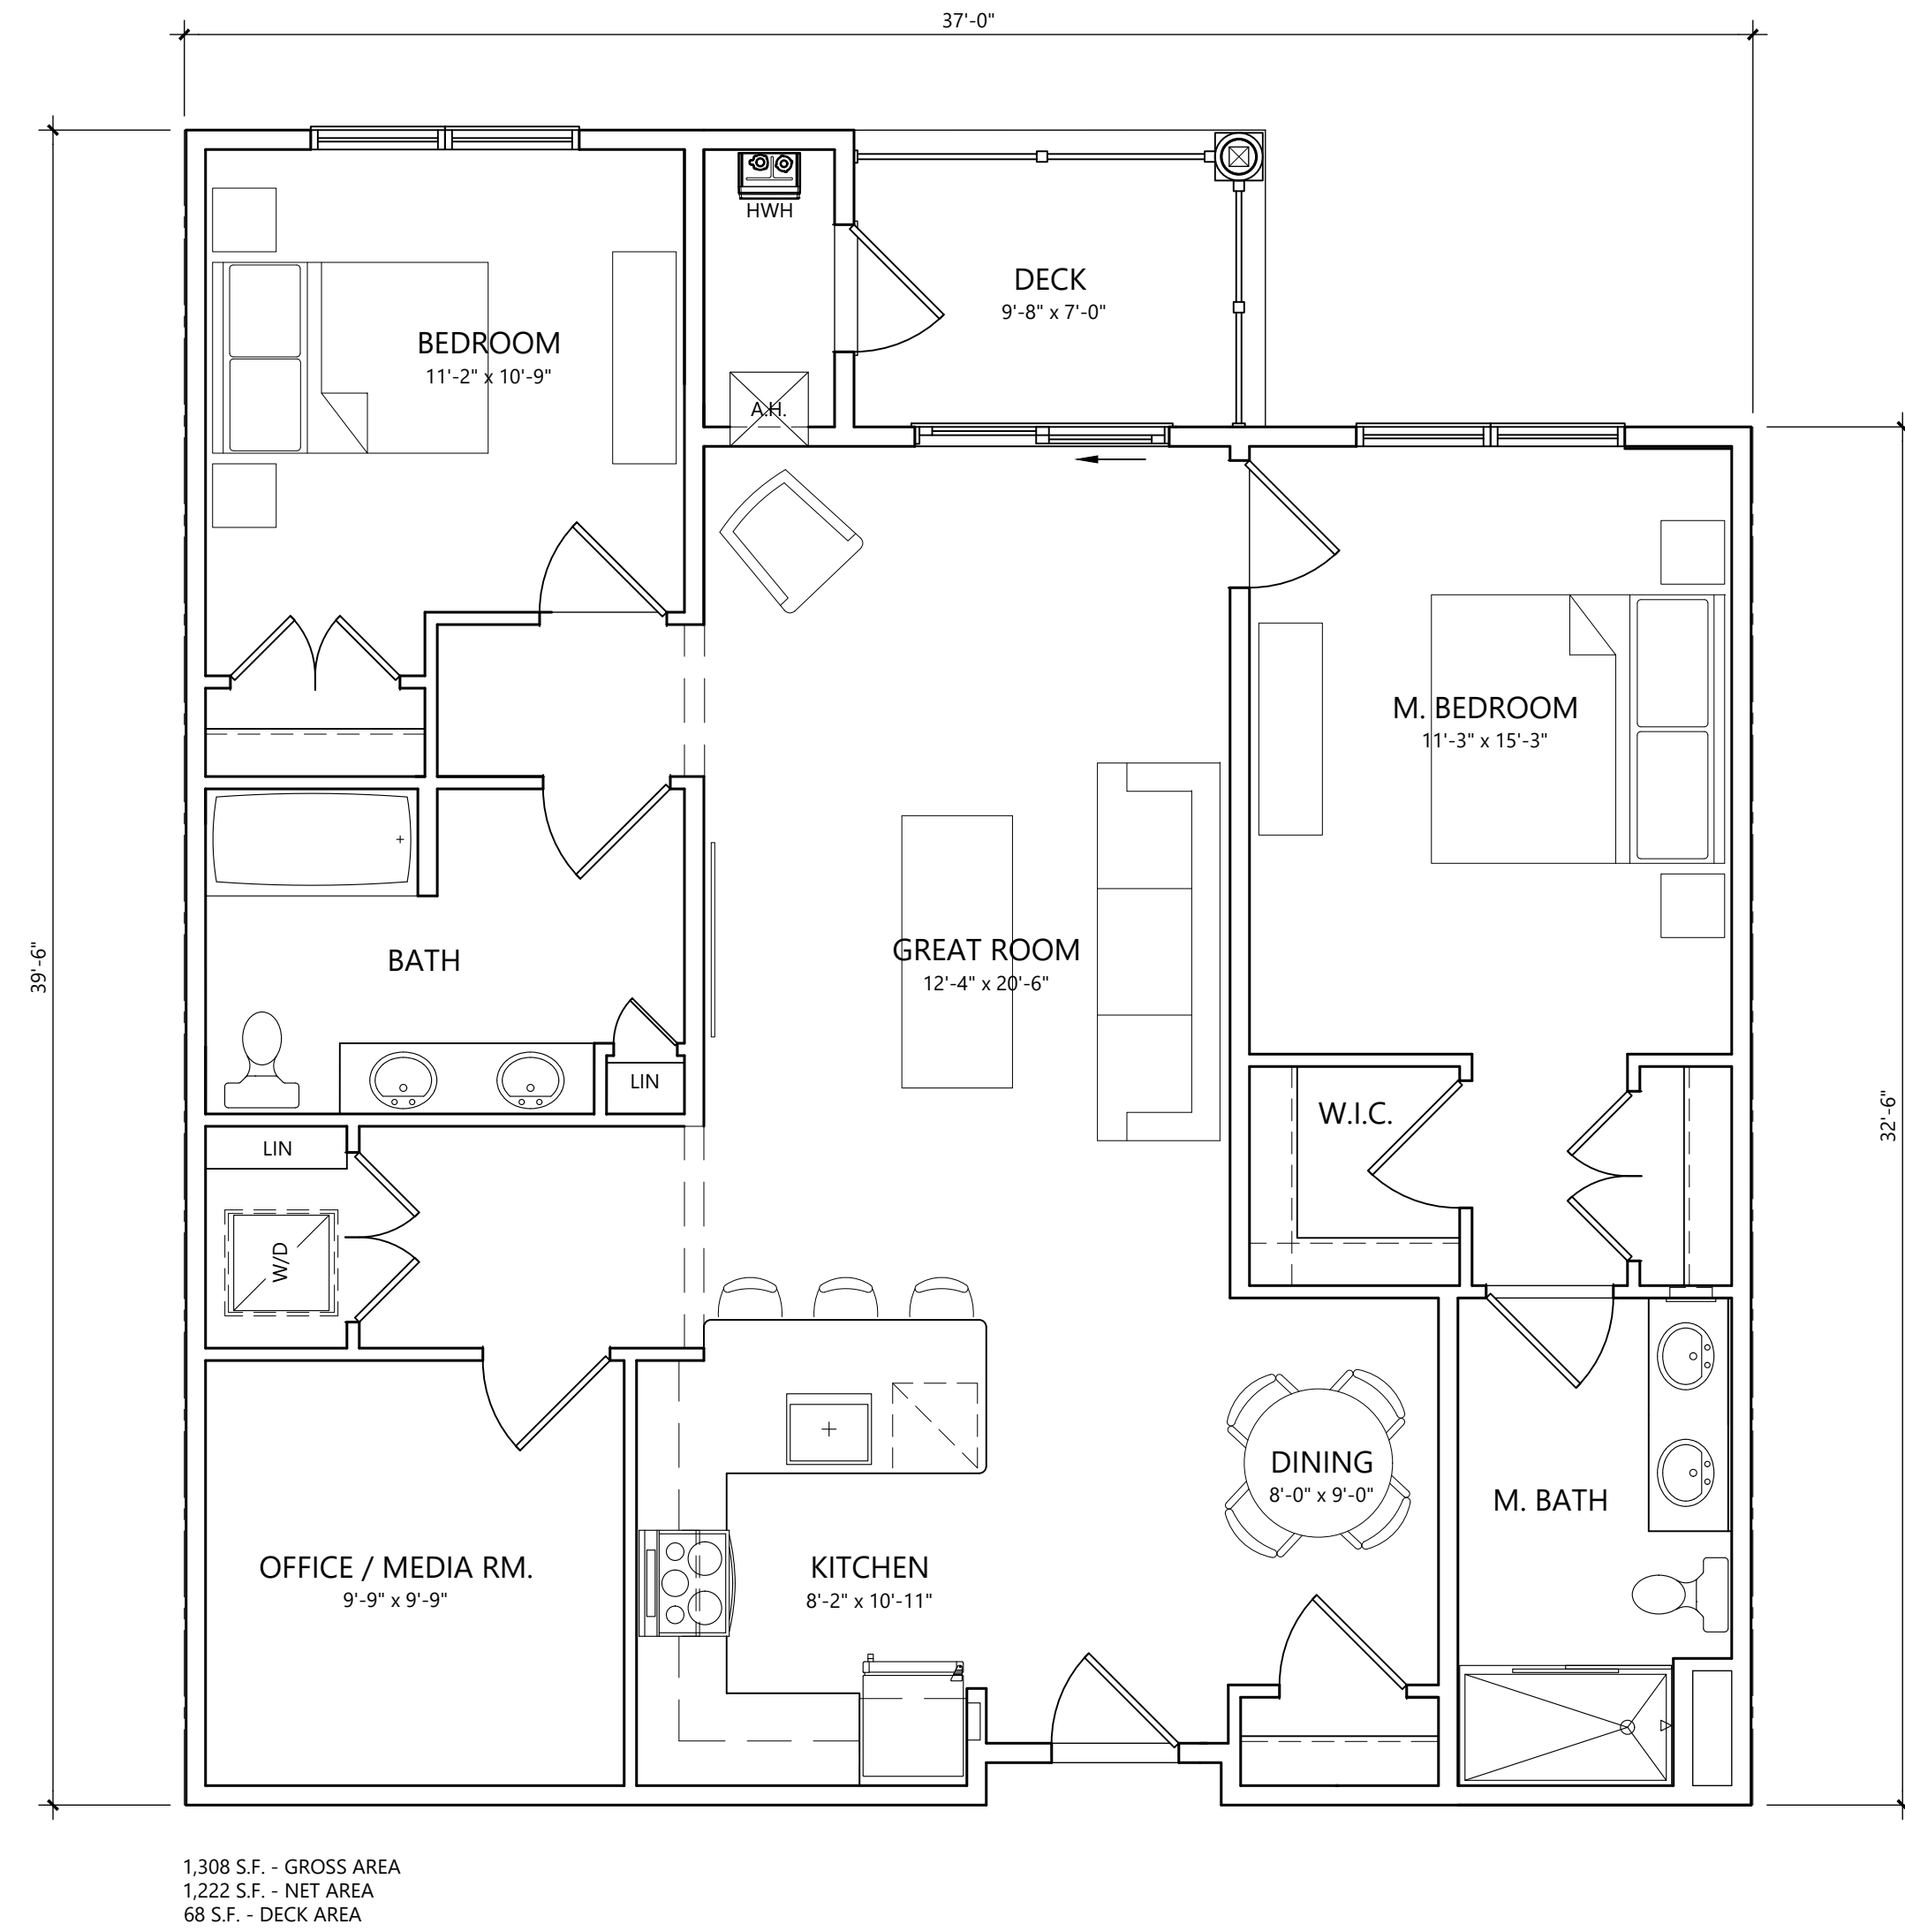 37'-0"
HWH
DECK
9'-8" x 7'-0"
BEDROOM
11'-2" x 10'-9"
A.H.
M. BEDROOM
11'-3" x 15'-3"
39'-6"
BATH
GREAT ROOM
12'-4" x 20'-6"
LIN
W.I.C.
32'-6"
LIN
W/D
DINING
8'-0" x 9'-0"
M. BATH
OFFICE / MEDIA RM.
9'-9" x 9'-9"
KITCHEN
8'-2" x 10'-11"
1,308 S.F. - GROSS AREA
1,222 S.F. - NET AREA
68 S.F. - DECK AREA